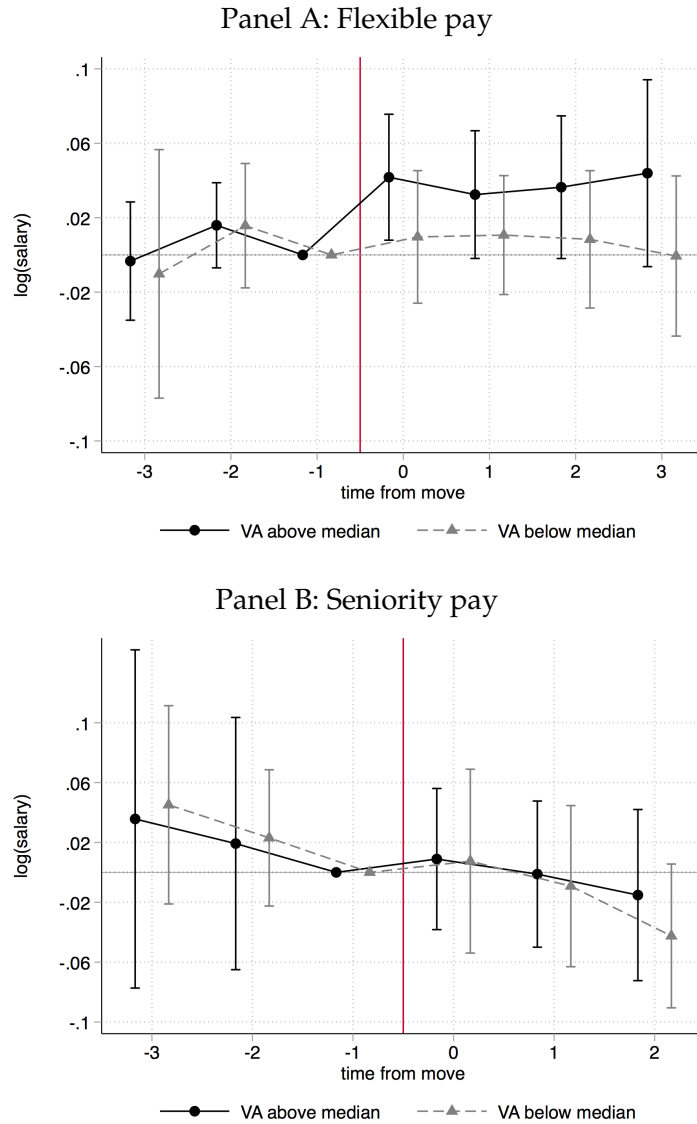 Panel A: Flexible pay
.1
.06
.02
-.02
-.06
-.1
log(salary)
-3 -2 -1 0 1 2 3
time from move
VA above median VA below median
Panel B: Seniority pay
.1
.06
.02
-.02
-.06
-.1
log(salary)
-3 -2 -1 0 1 2
time from move
VA above median VA below median